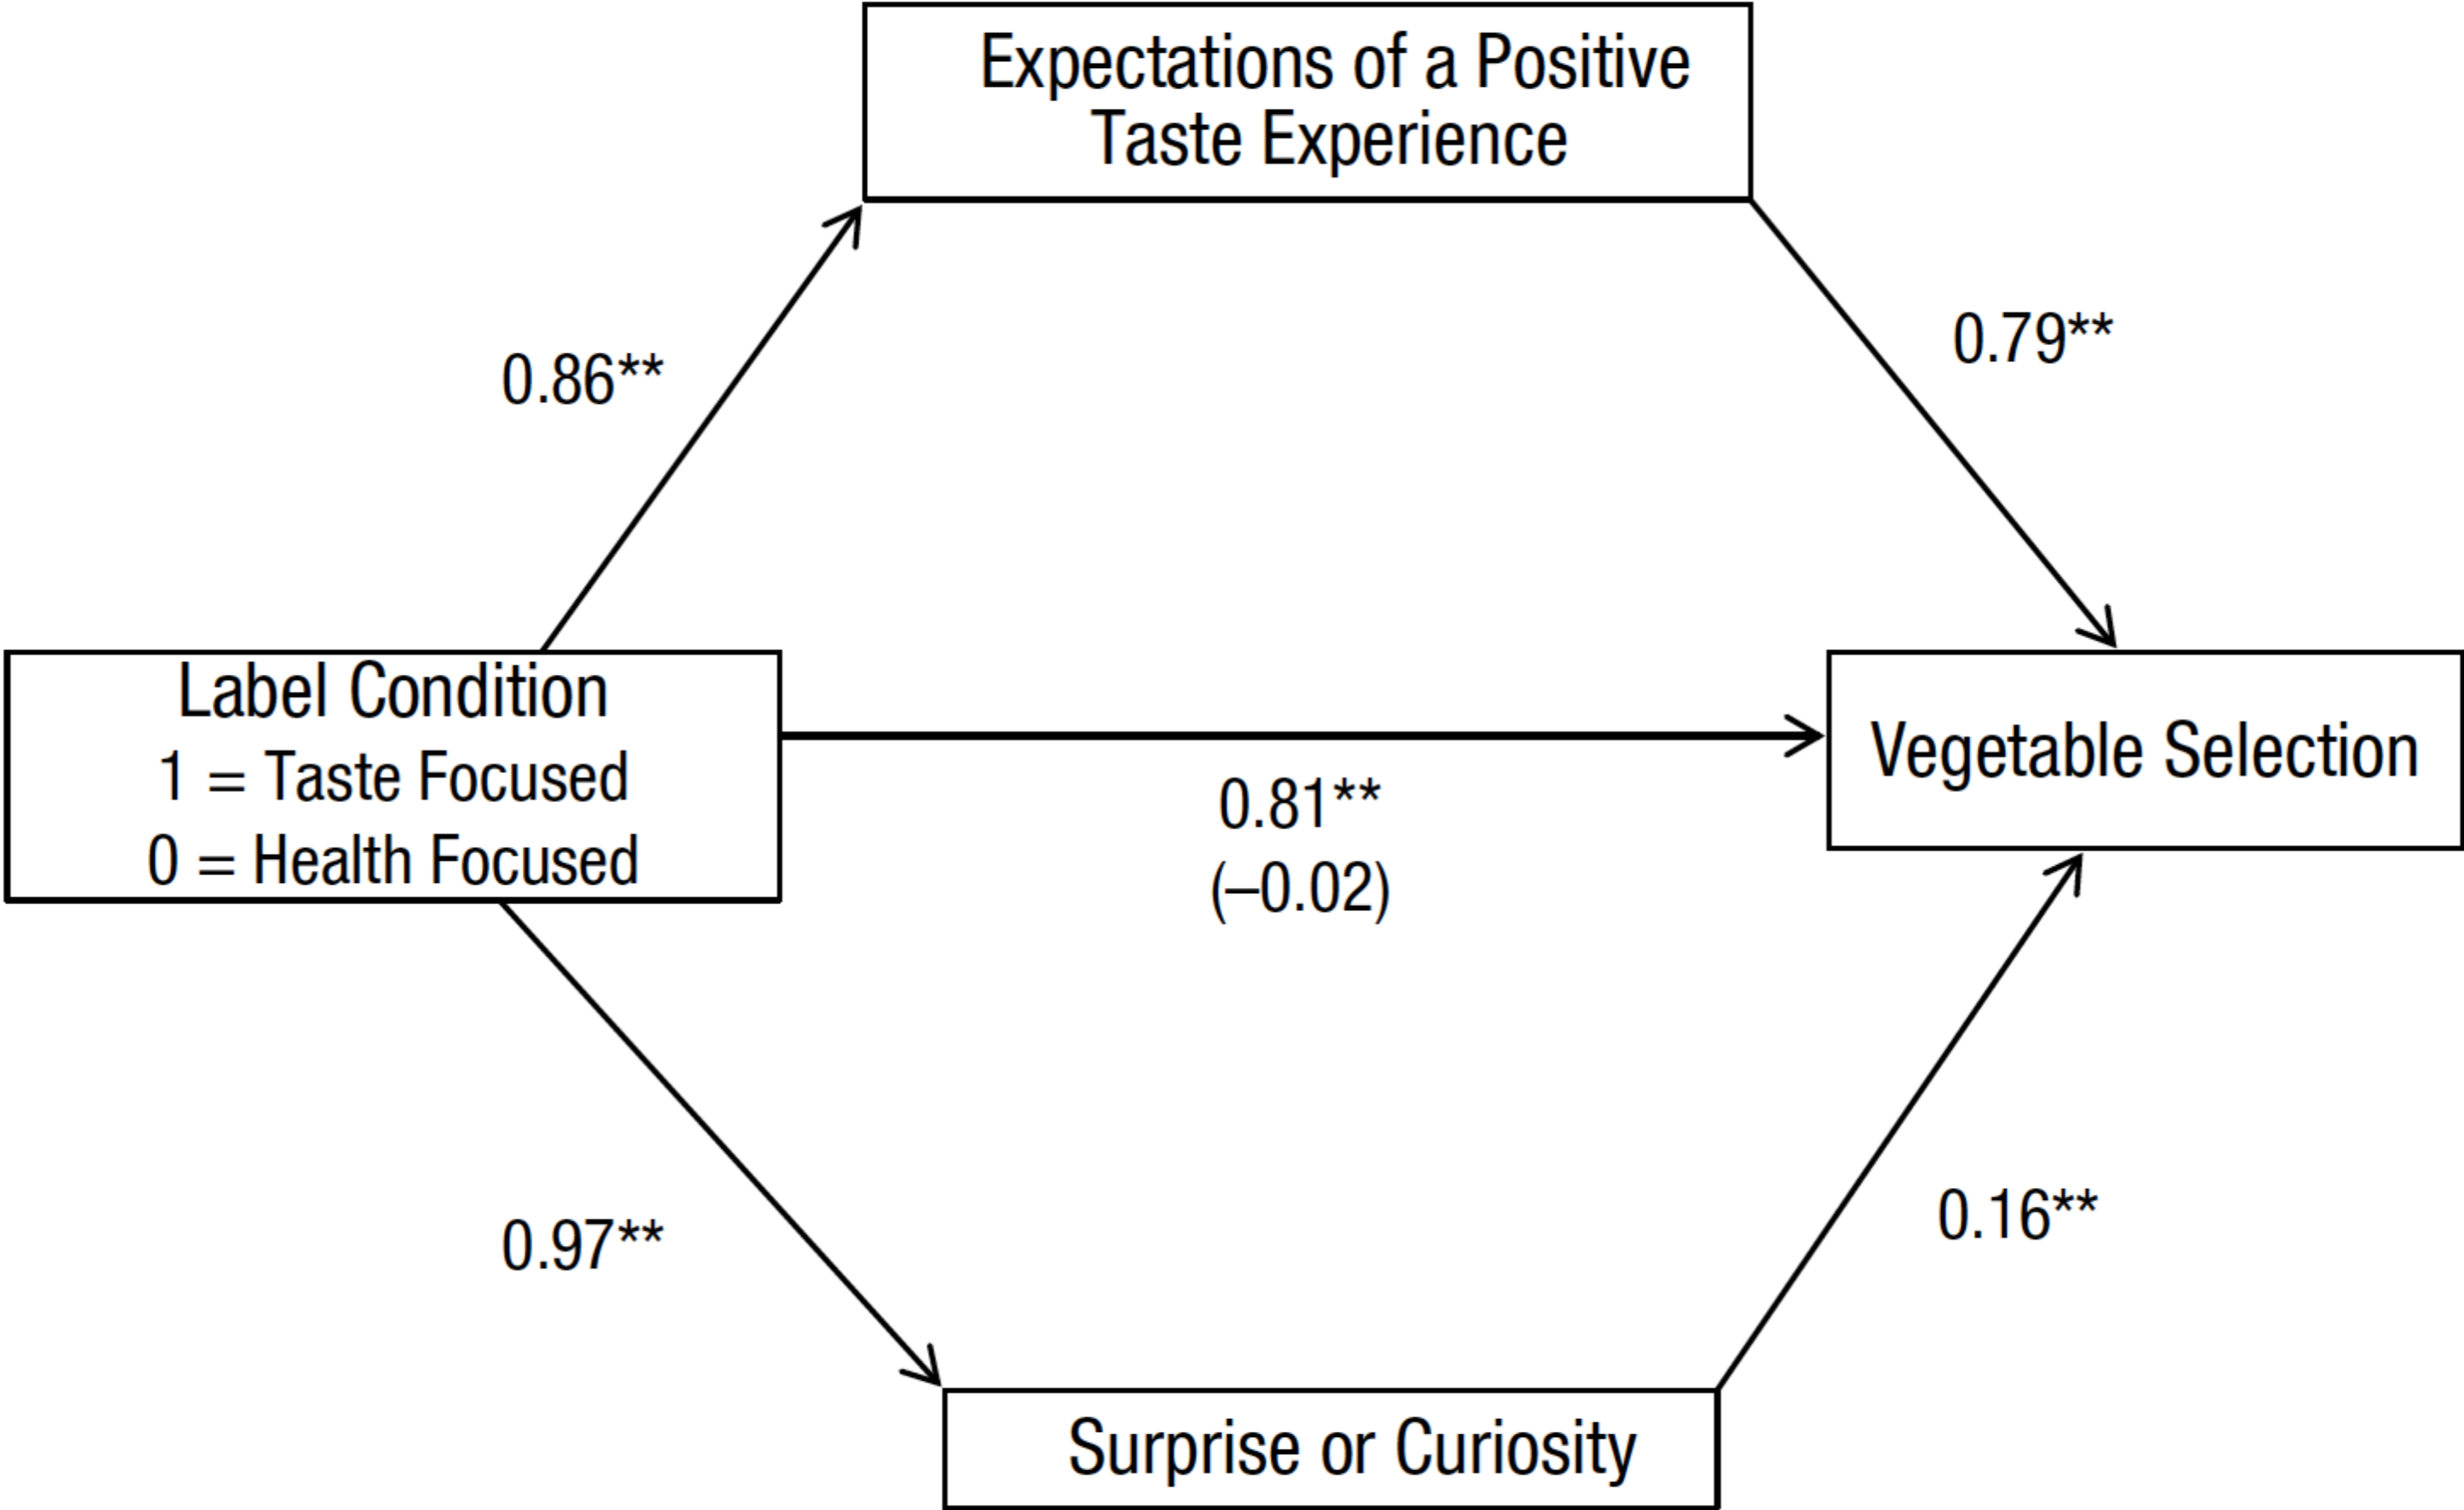 Expectations of a Positive
Taste Experience
0.86**
0.79**
Label Condition
1 = Taste Focused
0 = Health Focused
0.81**
(–0.02)
Vegetable Selection
0.97**
0.16**
Surprise or Curiosity